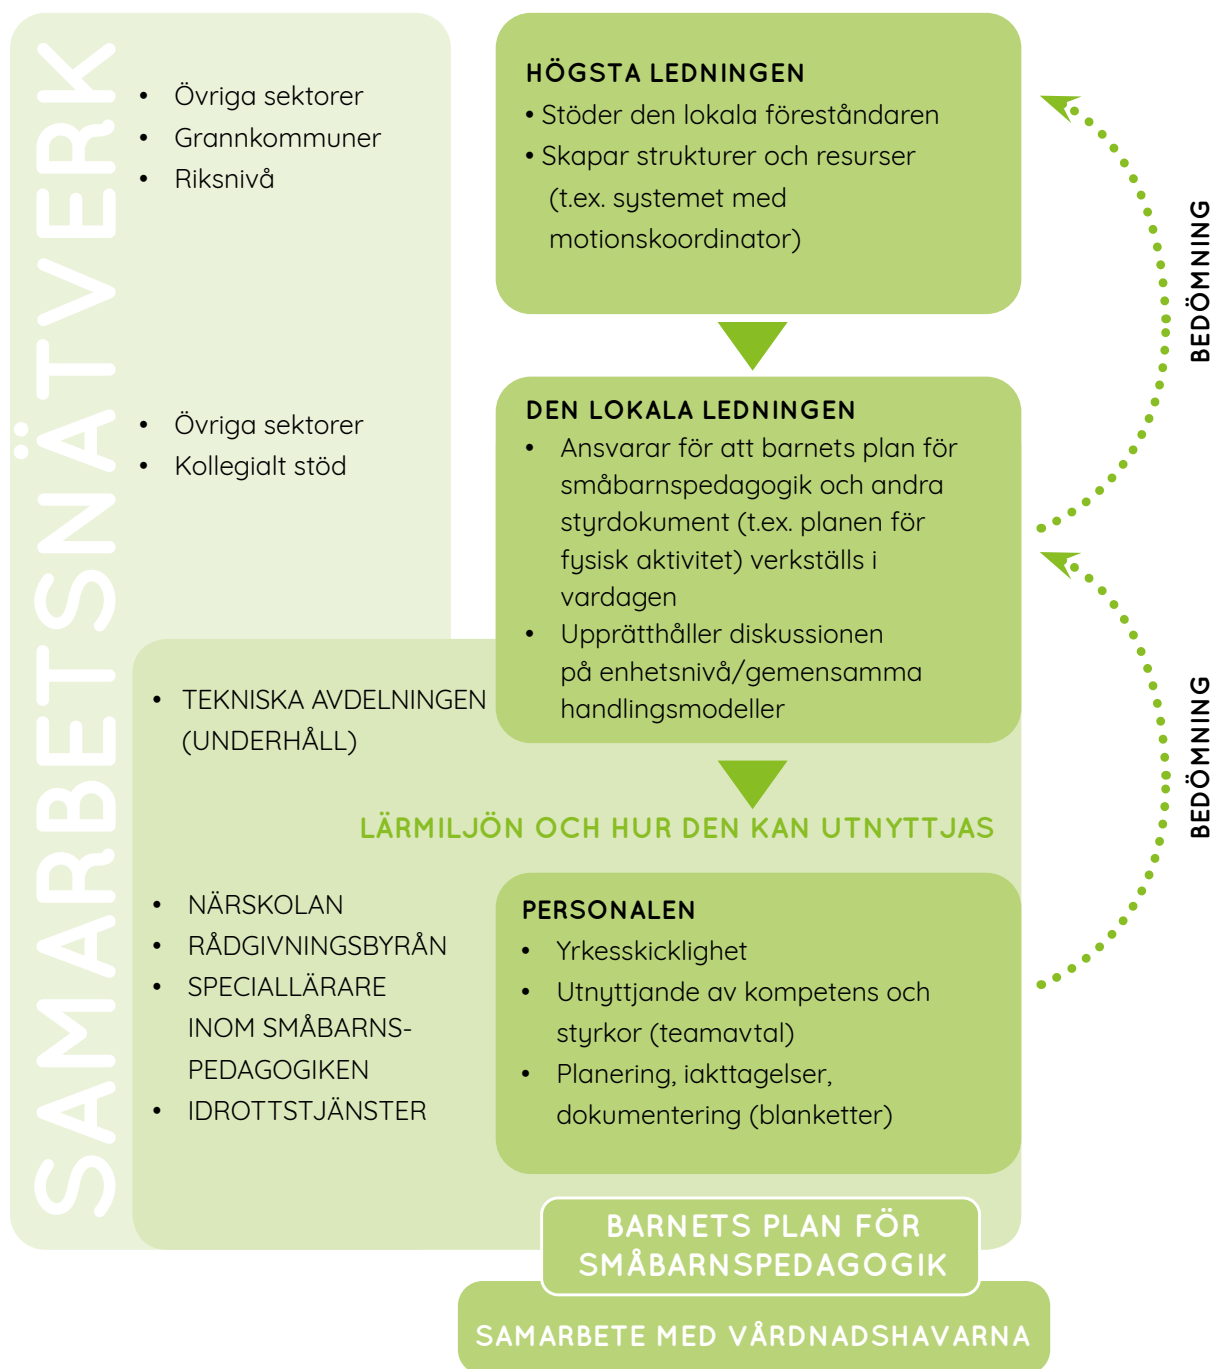 SAMARBETSNÄTVERK
• Övriga sektorer
• Grannkommuner
• Riksnivå
HÖGSTA LEDNINGEN
• Stöder den lokala föreståndaren
• Skapar strukturer och resurser
(t.ex. systemet med
motionskoordinator)
BEDÖMNING
• Övriga sektorer
• Kollegialt stöd
DEN LOKALA LEDNINGEN
• Ansvarar för att barnets plan för
småbarnspedagogik och andra
styrdokument (t.ex. planen för
fysisk aktivitet) verkställs i
vardagen
• Upprätthåller diskussionen
på enhetsnivå/gemensamma
handlingsmodeller
BEDÖMNING
• TEKNISKA AVDELNINGEN
(UNDERHÅLL)
LÄRMILJÖN OCH HUR DEN KAN UTNYTTJAS
• NÄRSKOLAN
• RÅDGIVNINGSBYRÅN
• SPECIALLÄRARE
INOM SMÅBARNS-
PEDAGOGIKEN
• IDROTTSTJÄNSTER
PERSONALEN
• Yrkesskicklighet
• Utnyttjande av kompetens och
styrkor (teamavtal)
• Planering, iakttagelser,
dokumentering (blanketter)
BARNETS PLAN FÖR
SMÅBARNSPEDAGOGIK
SAMARBETE MED VÅRDNADSHAVARNA